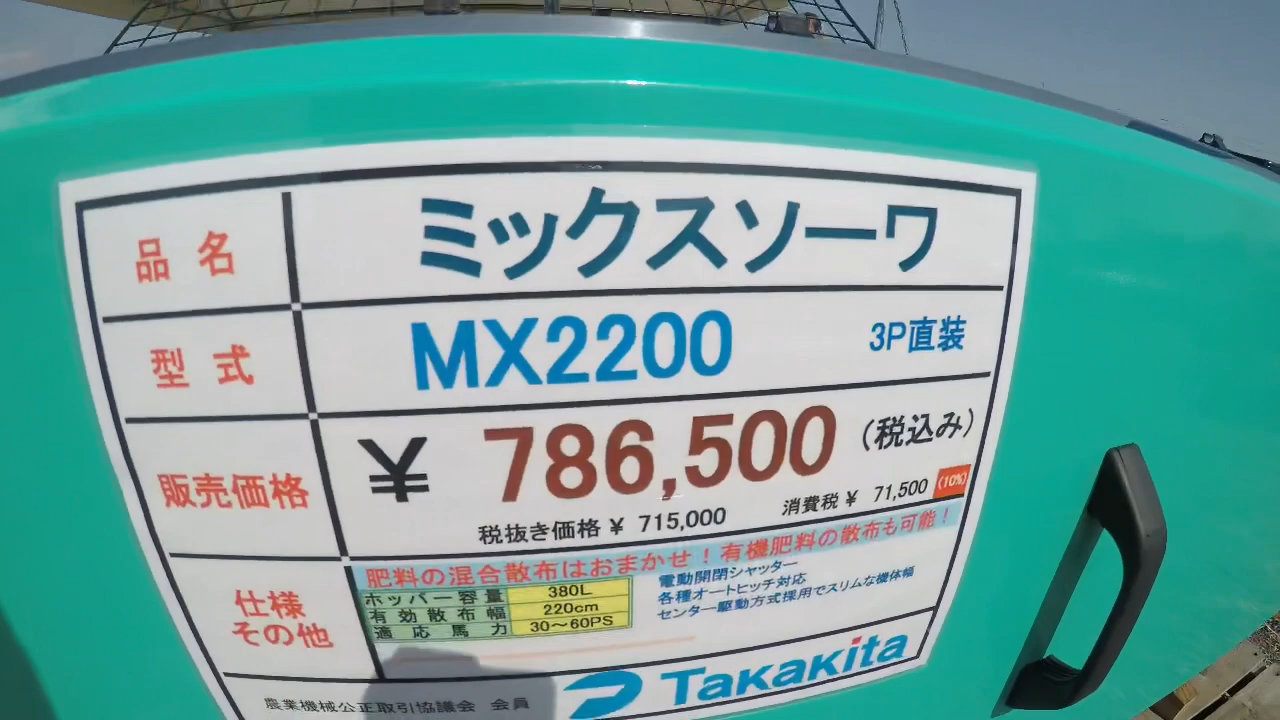 品名 ミックスソーワ
型式 MX2200 3P直装
販売価格 ¥ 786,500 (税込み)
税抜き価格¥ 715,000 消費税¥ 71,500 (10%)
仕様 その他
肥料の混合散布はおまかせ！有機肥料の散布も可能！
ホッパー容量 380L
有効散布幅 220cm
適応馬力 30〜60PS
電動開閉シャッター
各種オートヒッチ対応
センター駆動方式採用でスリムな機体幅
農業機械公正取引協議会 会員 Takakita